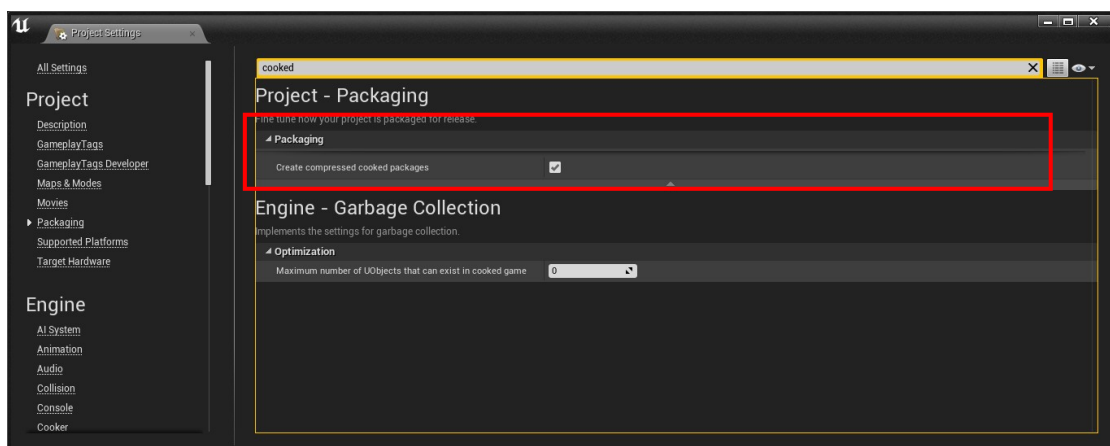 Project Settings
All Settings
Project
Description
GameplayTags
GameplayTags Developer
Maps & Modes
Movies
Packaging
Supported Platforms
Target Hardware
Engine
AI System
Animation
Audio
Collision
Console
Cooker
cooked
Project - Packaging
Fine tune how your project is packaged for release.
Packaging
Create compressed cooked packages
Engine - Garbage Collection
Implements the settings for garbage collection.
Optimization
Maximum number of UObjects that can exist in cooked game 0